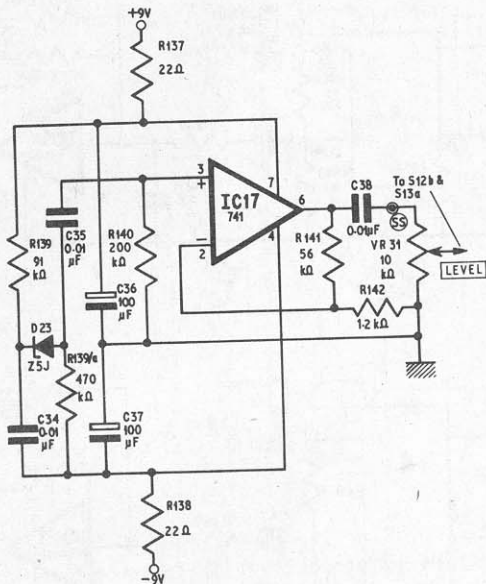 +9V
R137
22Ω
3
+
7
IC17
741
6
C38
0·01µF
To S12b &
S13a
SS
VR 31
10
kΩ
LEVEL
−
2
4
R139
91
kΩ
C35
0·01
µF
R140
200
kΩ
C36
100
µF
R141
56
kΩ
R142
1·2 kΩ
D23
Z5J
R139/a
470
kΩ
C34
0·01
µF
C37
100
µF
R138
22Ω
−9V